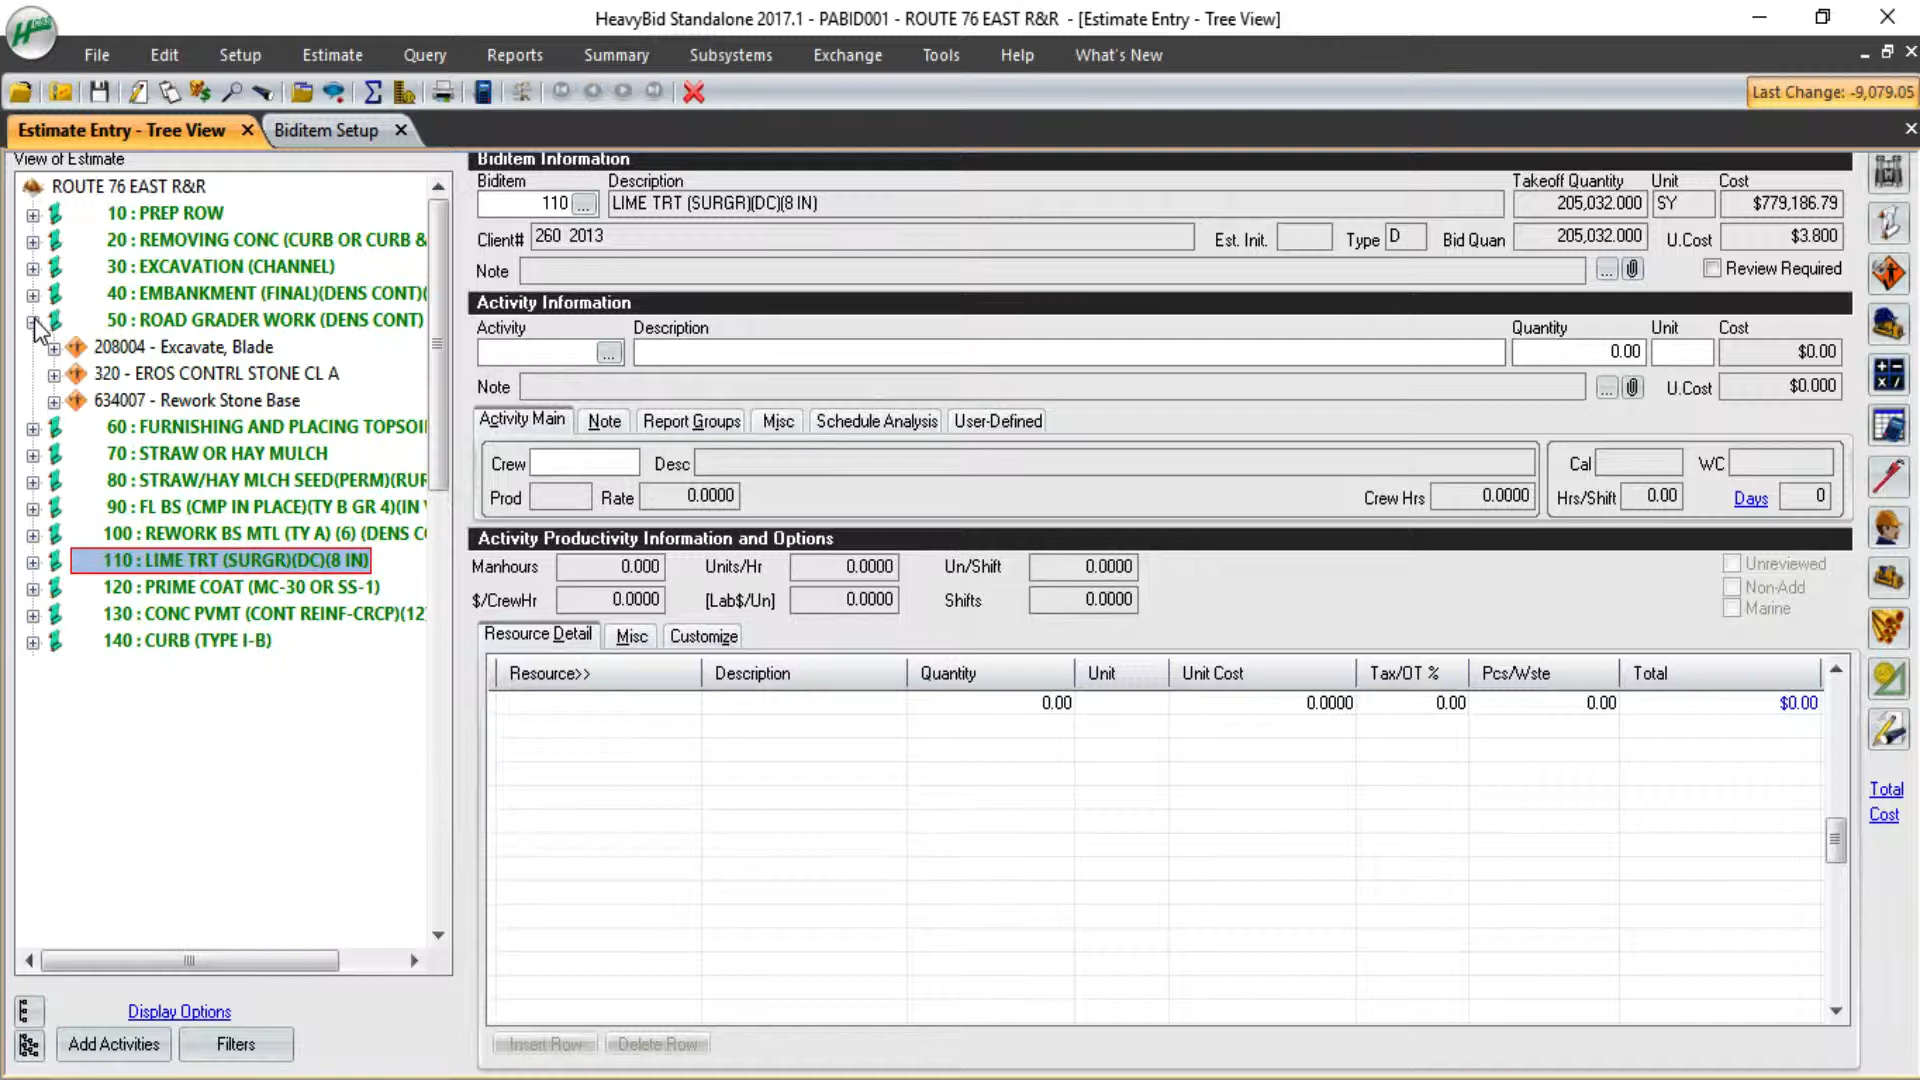 HeavyBid Standalone 2017.1 - PABID001 - ROUTE 76 EAST R&R - [Estimate Entry - Tree View]
File Edit Setup Estimate Query Reports Summary Subsystems Exchange Tools Help What's New
Last Change: -9,079.05
Estimate Entry - Tree View Biditem Setup
View of Estimate
ROUTE 76 EAST R&R
10 : PREP ROW
20 : REMOVING CONC (CURB OR CURB &
30 : EXCAVATION (CHANNEL)
40 : EMBANKMENT (FINAL)(DENS CONT)(
50 : ROAD GRADER WORK (DENS CONT)
208004 - Excavate, Blade
320 - EROS CONTRL STONE CL A
634007 - Rework Stone Base
60 : FURNISHING AND PLACING TOPSOI
70 : STRAW OR HAY MULCH
80 : STRAW/HAY MLCH SEED(PERM)(RUR
90 : FL BS (CMP IN PLACE)(TY B GR 4)(IN
100 : REWORK BS MTL (TY A) (6) (DENS C
110 : LIME TRT (SURGR)(DC)(8 IN)
120 : PRIME COAT (MC-30 OR SS-1)
130 : CONC PVMT (CONT REINF-CRCP)(12
140 : CURB (TYPE I-B)
Display Options
Add Activities Filters
Biditem Information
Biditem Description Takeoff Quantity Unit Cost
110 ... LIME TRT (SURGR)(DC)(8 IN) 205,032.000 SY $779,186.79
Client# 260 2013 Est. Init. Type D Bid Quan 205,032.000 U.Cost $3.800
Note ... Review Required
Activity Information
Activity Description Quantity Unit Cost
... 0.00 $0.00
Note ... U.Cost $0.000
Activity Main Note Report Groups Misc Schedule Analysis User-Defined
Crew Desc Cal WC
Prod Rate 0.0000 Crew Hrs 0.0000 Hrs/Shift 0.00 Days 0
Activity Productivity Information and Options
Manhours 0.000 Units/Hr 0.0000 Un/Shift 0.0000 Unreviewed
Non-Add
$/CrewHr 0.0000 [Lab$/Un] 0.0000 Shifts 0.0000 Marine
Resource Detail Misc Customize
Resource>> Description Quantity Unit Unit Cost Tax/OT % Pcs/Wste Total
0.00 0.0000 0.00 0.00 $0.00
Insert Row Delete Row
Total
Cost